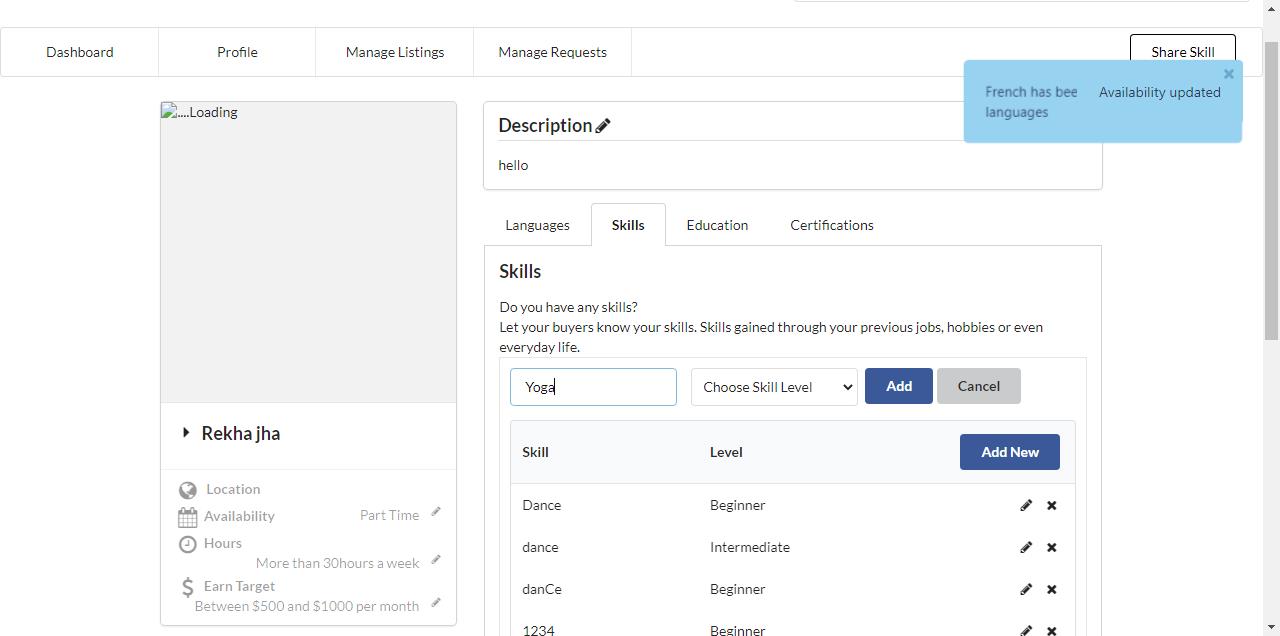 Dashboard
Profile
Manage Listings
Manage Requests
Share Skill
French has bee
languages
Availability updated
....Loading
Description
hello
Languages
Skills
Education
Certifications
Skills
Do you have any skills?
Let your buyers know your skills. Skills gained through your previous jobs, hobbies or even
everyday life.
Yoga
Choose Skill Level
Add
Cancel
Skill Level Add New
Dance Beginner
dance Intermediate
danCe Beginner
1234 Beginner
Rekha jha
Location
Availability Part Time
Hours
More than 30hours a week
Earn Target
Between $500 and $1000 per month